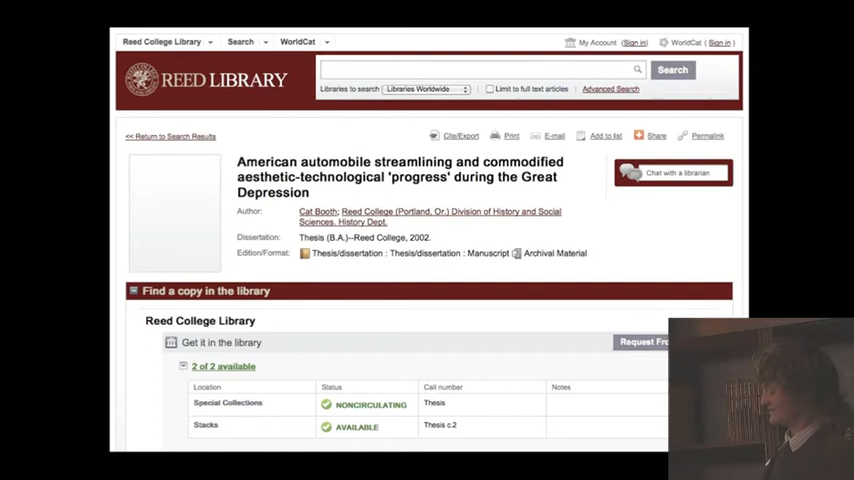 Reed College Library Search WorldCat My Account (Sign in) WorldCat (Sign in)
REED LIBRARY
Search
Libraries to search Libraries Worldwide Limit to full text articles Advanced Search
<< Return to Search Results Cite/Export Print E-mail Add to list Share Permalink
American automobile streamlining and commodified
aesthetic-technological 'progress' during the Great
Depression
Chat with a librarian
Author: Cat Booth; Reed College (Portland, Or.) Division of History and Social
Sciences. History Dept.
Dissertation: Thesis (B.A.)--Reed College, 2002.
Edition/Format: Thesis/dissertation : Thesis/dissertation : Manuscript Archival Material
Find a copy in the library
Reed College Library
Get it in the library Request
2 of 2 available
Location Status Call number Notes
Special Collections NONCIRCULATING Thesis
Stacks AVAILABLE Thesis c.2